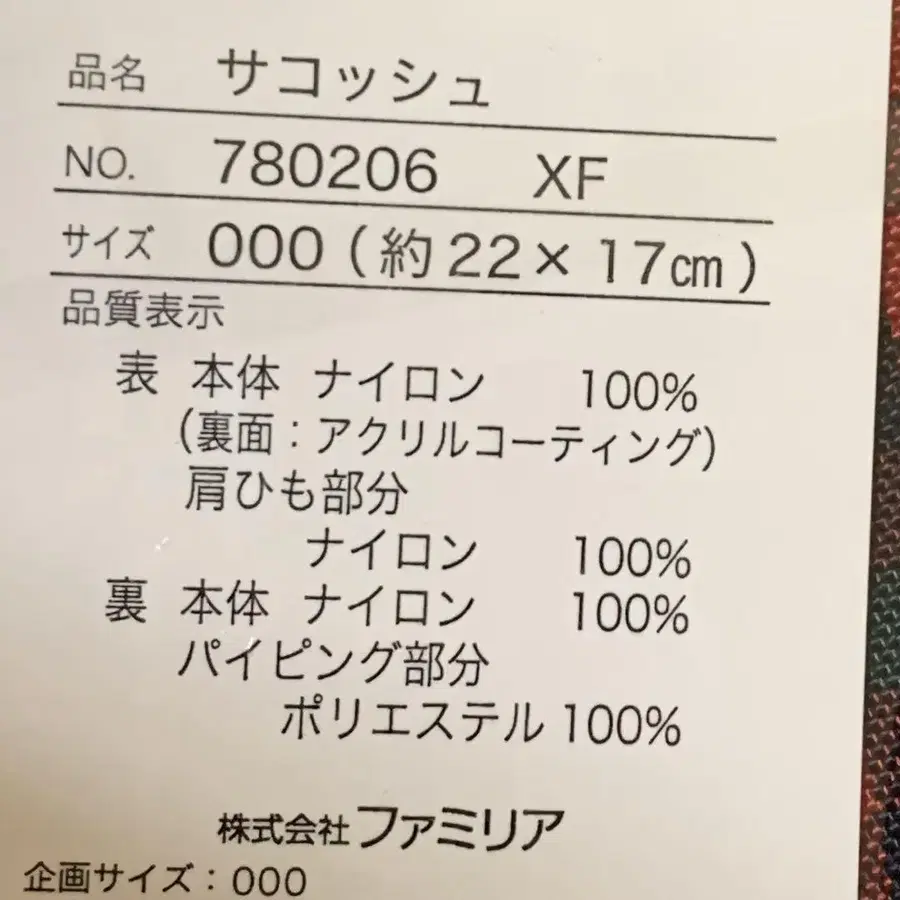 品名 サコッシュ
NO. 780206 XF
サイズ 000 (約22×17cm)
品質表示
表 本体 ナイロン 100%
(裏面:アクリルコーティング)
肩ひも部分
ナイロン 100%
裏 本体 ナイロン 100%
パイピング部分
ポリエステル 100%
株式会社ファミリア
企画サイズ:000